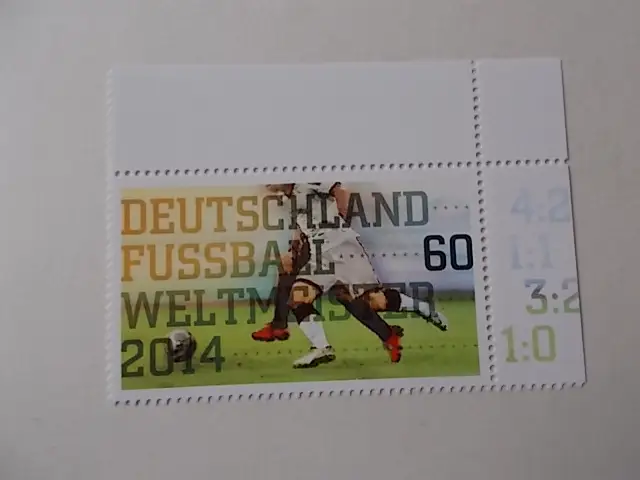 DEUTSCHLAND
FUSSBALL
60
WELTMEISTER
2014
4:2
1:1
3:2
1:0